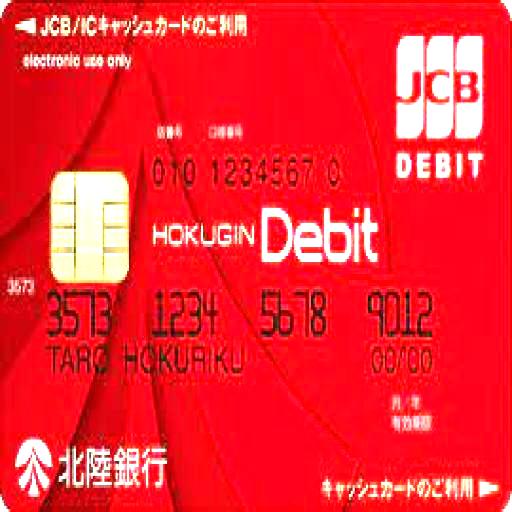 ◀JCB/ICキャッシュカードのご利用
electronic use only
JCB
DEBIT
店番号 口座番号
010 1234567 0
HOKUGIN Debit
3573
3573 1234 5678 9012
TARO HOKURIKU 00/00
月/年
有効期限
北陸銀行
キャッシュカードのご利用▶